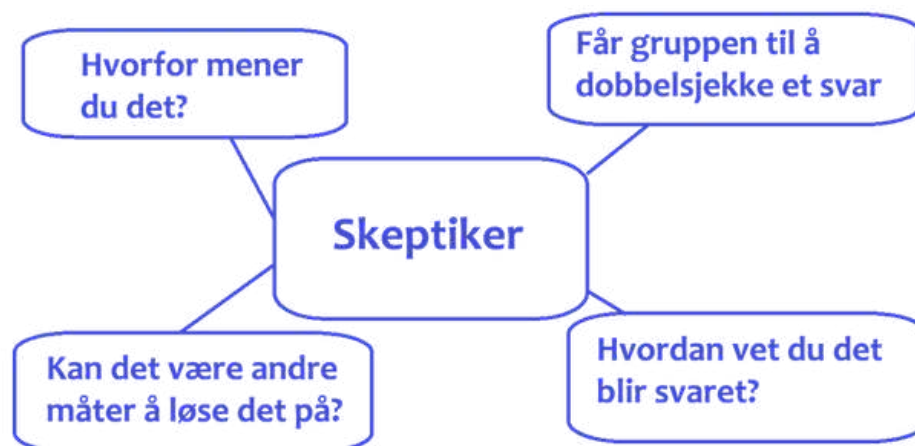 Hvorfor mener
du det?
Får gruppen til å
dobbelsjekke et svar
Skeptiker
Kan det være andre
måter å løse det på?
Hvordan vet du det
blir svaret?